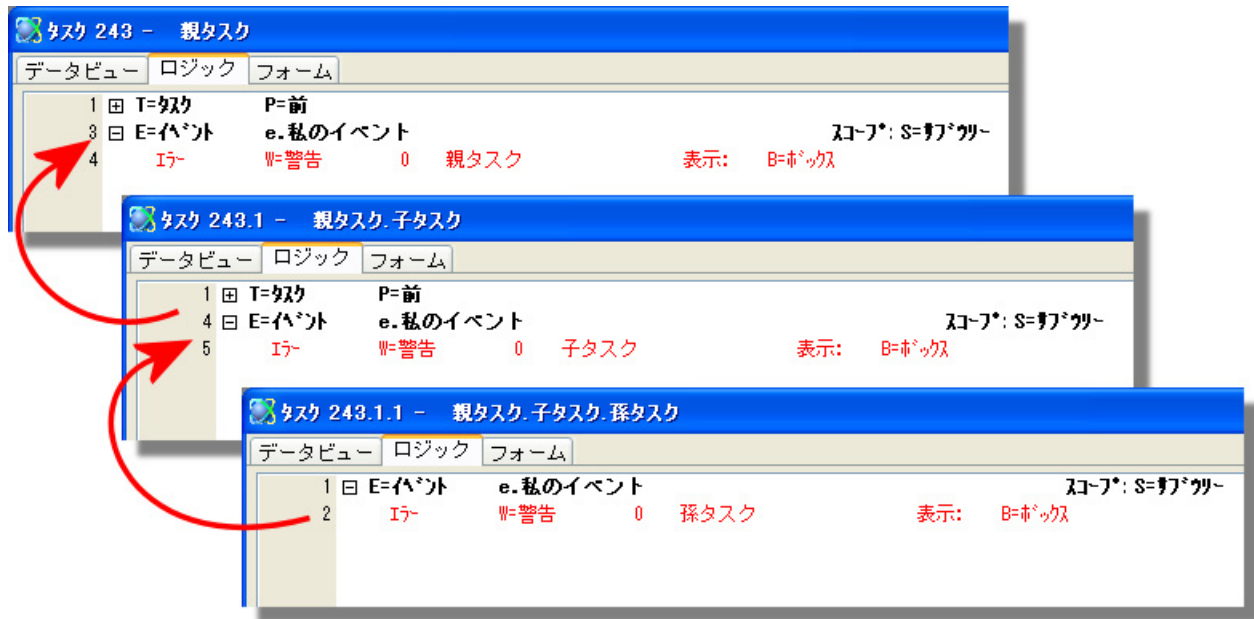 タスク 243 - 親タスク
データビュー ロジック フォーム
1 T=タスク P=前
3 E=イベント e.私のイベント スコープ: S=サブツリー
4 エラー W=警告 0 親タスク 表示: B=ボックス
タスク 243.1 - 親タスク.子タスク
データビュー ロジック フォーム
1 T=タスク P=前
4 E=イベント e.私のイベント スコープ: S=サブツリー
5 エラー W=警告 0 子タスク 表示: B=ボックス
タスク 243.1.1 - 親タスク.子タスク.孫タスク
データビュー ロジック フォーム
1 E=イベント e.私のイベント スコープ: S=サブツリー
2 エラー W=警告 0 孫タスク 表示: B=ボックス